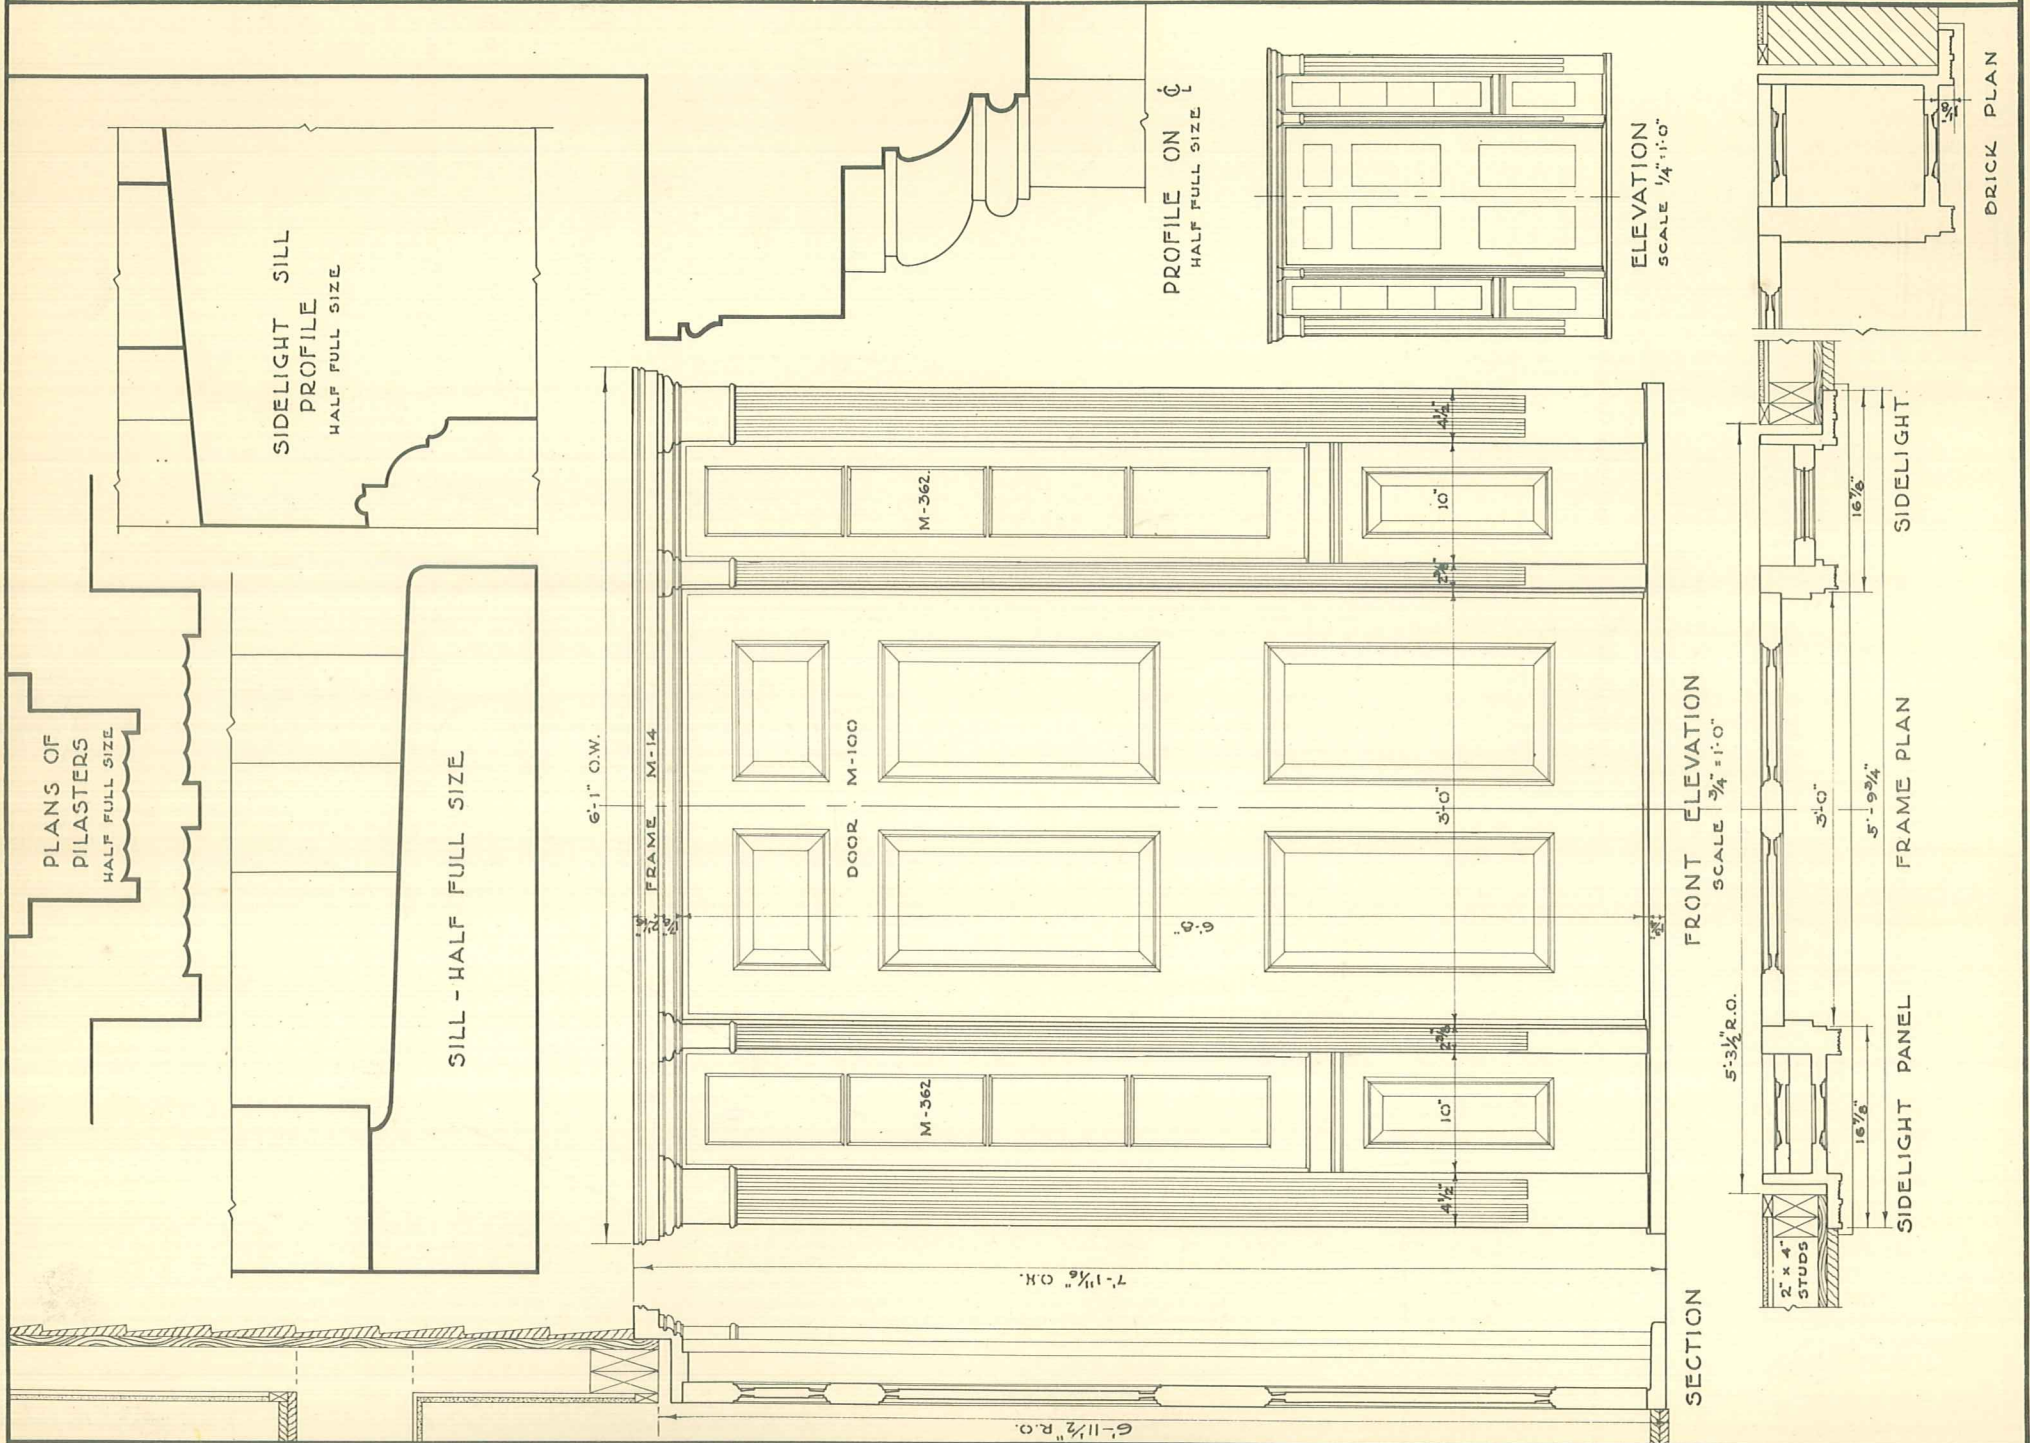 PLANS OF
PILASTERS
HALF FULL SIZE
SIDELIGHT SILL
PROFILE
HALF FULL SIZE
SILL - HALF FULL SIZE
PROFILE ON ℄
HALF FULL SIZE
ELEVATION
SCALE 1/4" = 1'-0"
6'-1" O.W.
FRAME M-14
DOOR M-100
M-362
M-362.
6'-8"
4 1/2"
10"
2 3/8"
3'-0"
2 3/8"
10"
4 1/2"
7'-1 11/16" O.H.
6'-11 1/2" R.O.
SECTION
FRONT ELEVATION
SCALE 3/4" = 1'-0"
5'-3 1/2" R.O.
2" x 4"
STUDS
16 7/8"
3'-0"
16 7/8"
5'-9 3/4"
SIDELIGHT PANEL
FRAME PLAN
SIDELIGHT
BRICK PLAN